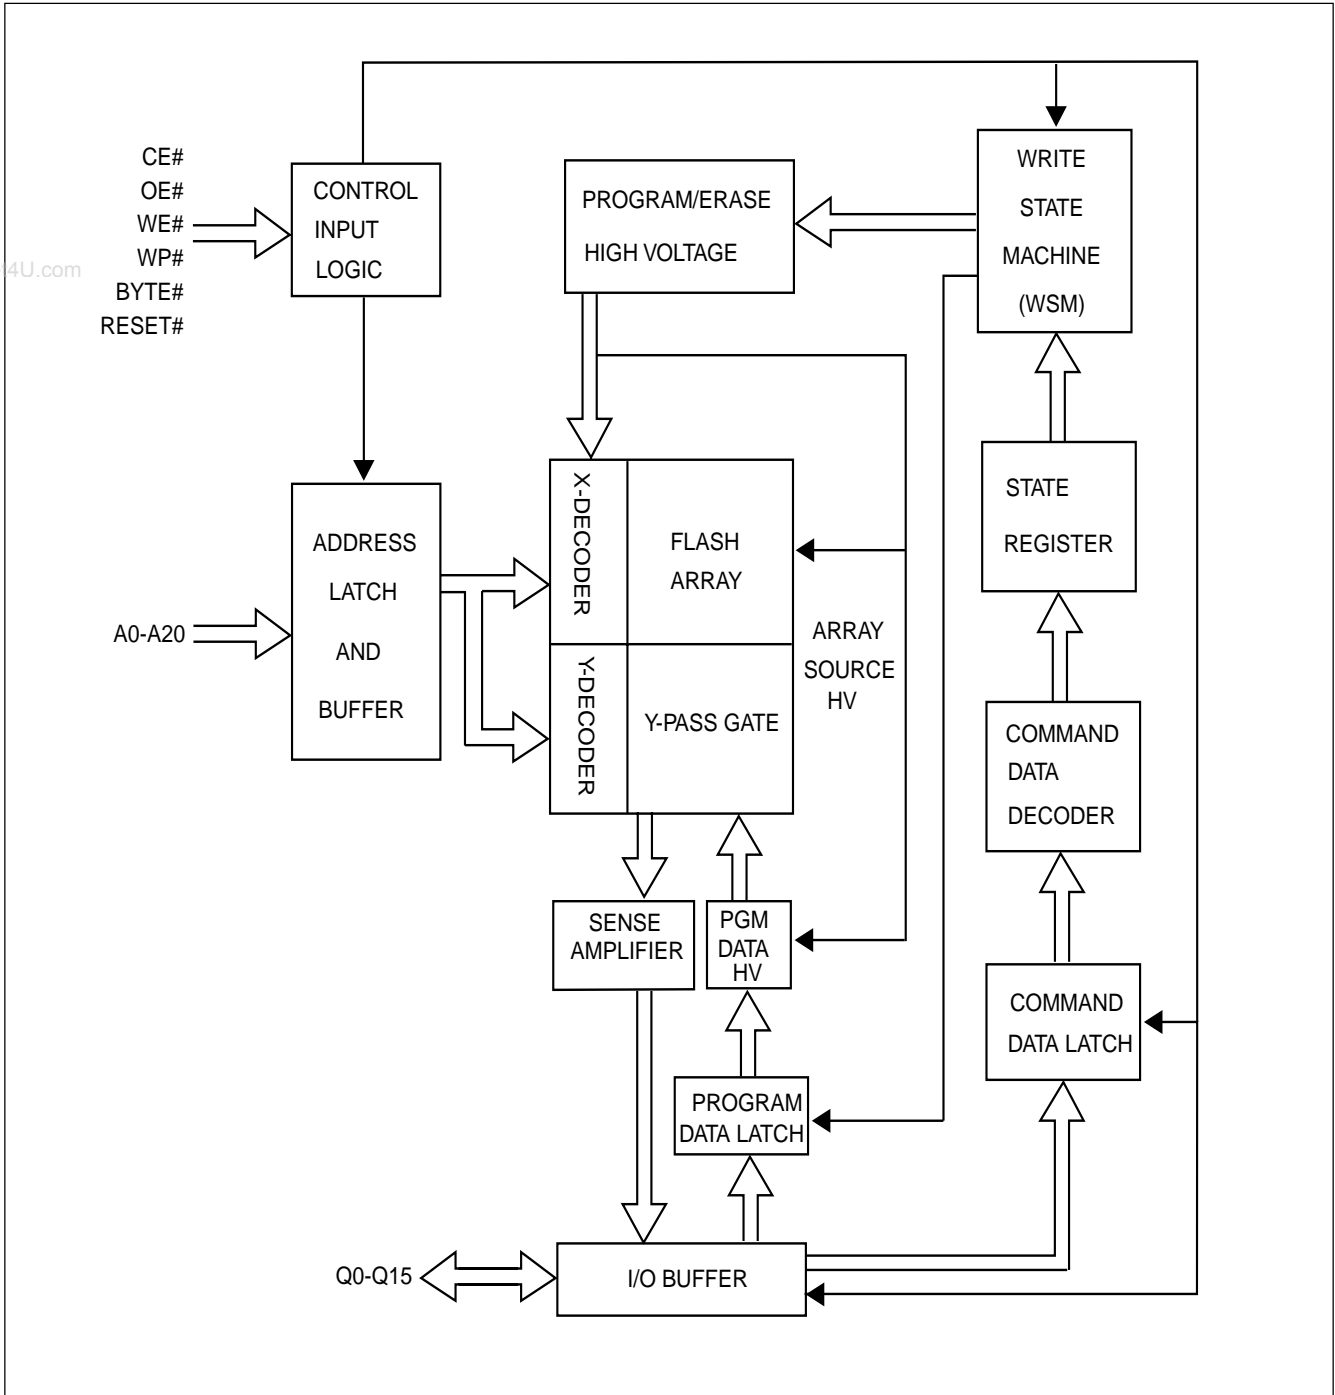 CE#
OE#
WE#
WP#
BYTE#
RESET#
CONTROL
INPUT
LOGIC
PROGRAM/ERASE
HIGH VOLTAGE
WRITE
STATE
MACHINE
(WSM)
4U.com
A0-A20
ADDRESS
LATCH
AND
BUFFER
X-DECODER
FLASH
ARRAY
Y-DECODER
Y-PASS GATE
ARRAY
SOURCE
HV
STATE
REGISTER
COMMAND
DATA
DECODER
SENSE
AMPLIFIER
PGM
DATA
HV
COMMAND
DATA LATCH
PROGRAM
DATA LATCH
Q0-Q15
I/O BUFFER